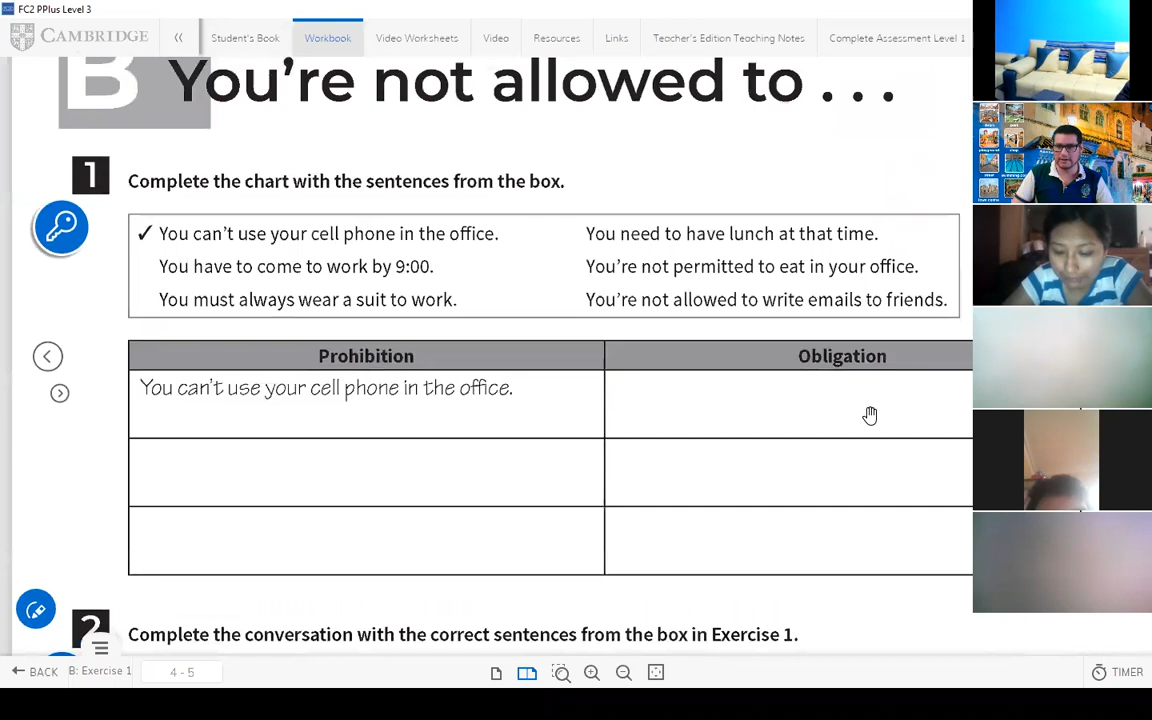 FC2 PPlus Level 3
CAMBRIDGE
Student's Book
Workbook
Video Worksheets
Video
Resources
Links
Teacher's Edition Teaching Notes
Complete Assessment Level 1
B You're not allowed to . . .
1 Complete the chart with the sentences from the box.
✓ You can't use your cell phone in the office.
You need to have lunch at that time.
You have to come to work by 9:00.
You're not permitted to eat in your office.
You must always wear a suit to work.
You're not allowed to write emails to friends.
Prohibition
Obligation
You can't use your cell phone in the office.
2 Complete the conversation with the correct sentences from the box in Exercise 1.
BACK
B: Exercise 1
4 - 5
TIMER